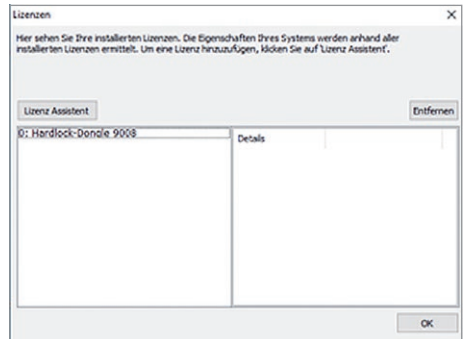 Lizenzen
Hier sehen Sie Ihre installierten Lizenzen. Die Eigenschaften Ihres Systems werden anhand aller
installierten Lizenzen ermittelt. Um eine Lizenz hinzuzufügen, klicken Sie auf 'Lizenz Assistent'.
Lizenz Assistent
Entfernen
0: Hardlock-Dongle 9008
Details
OK